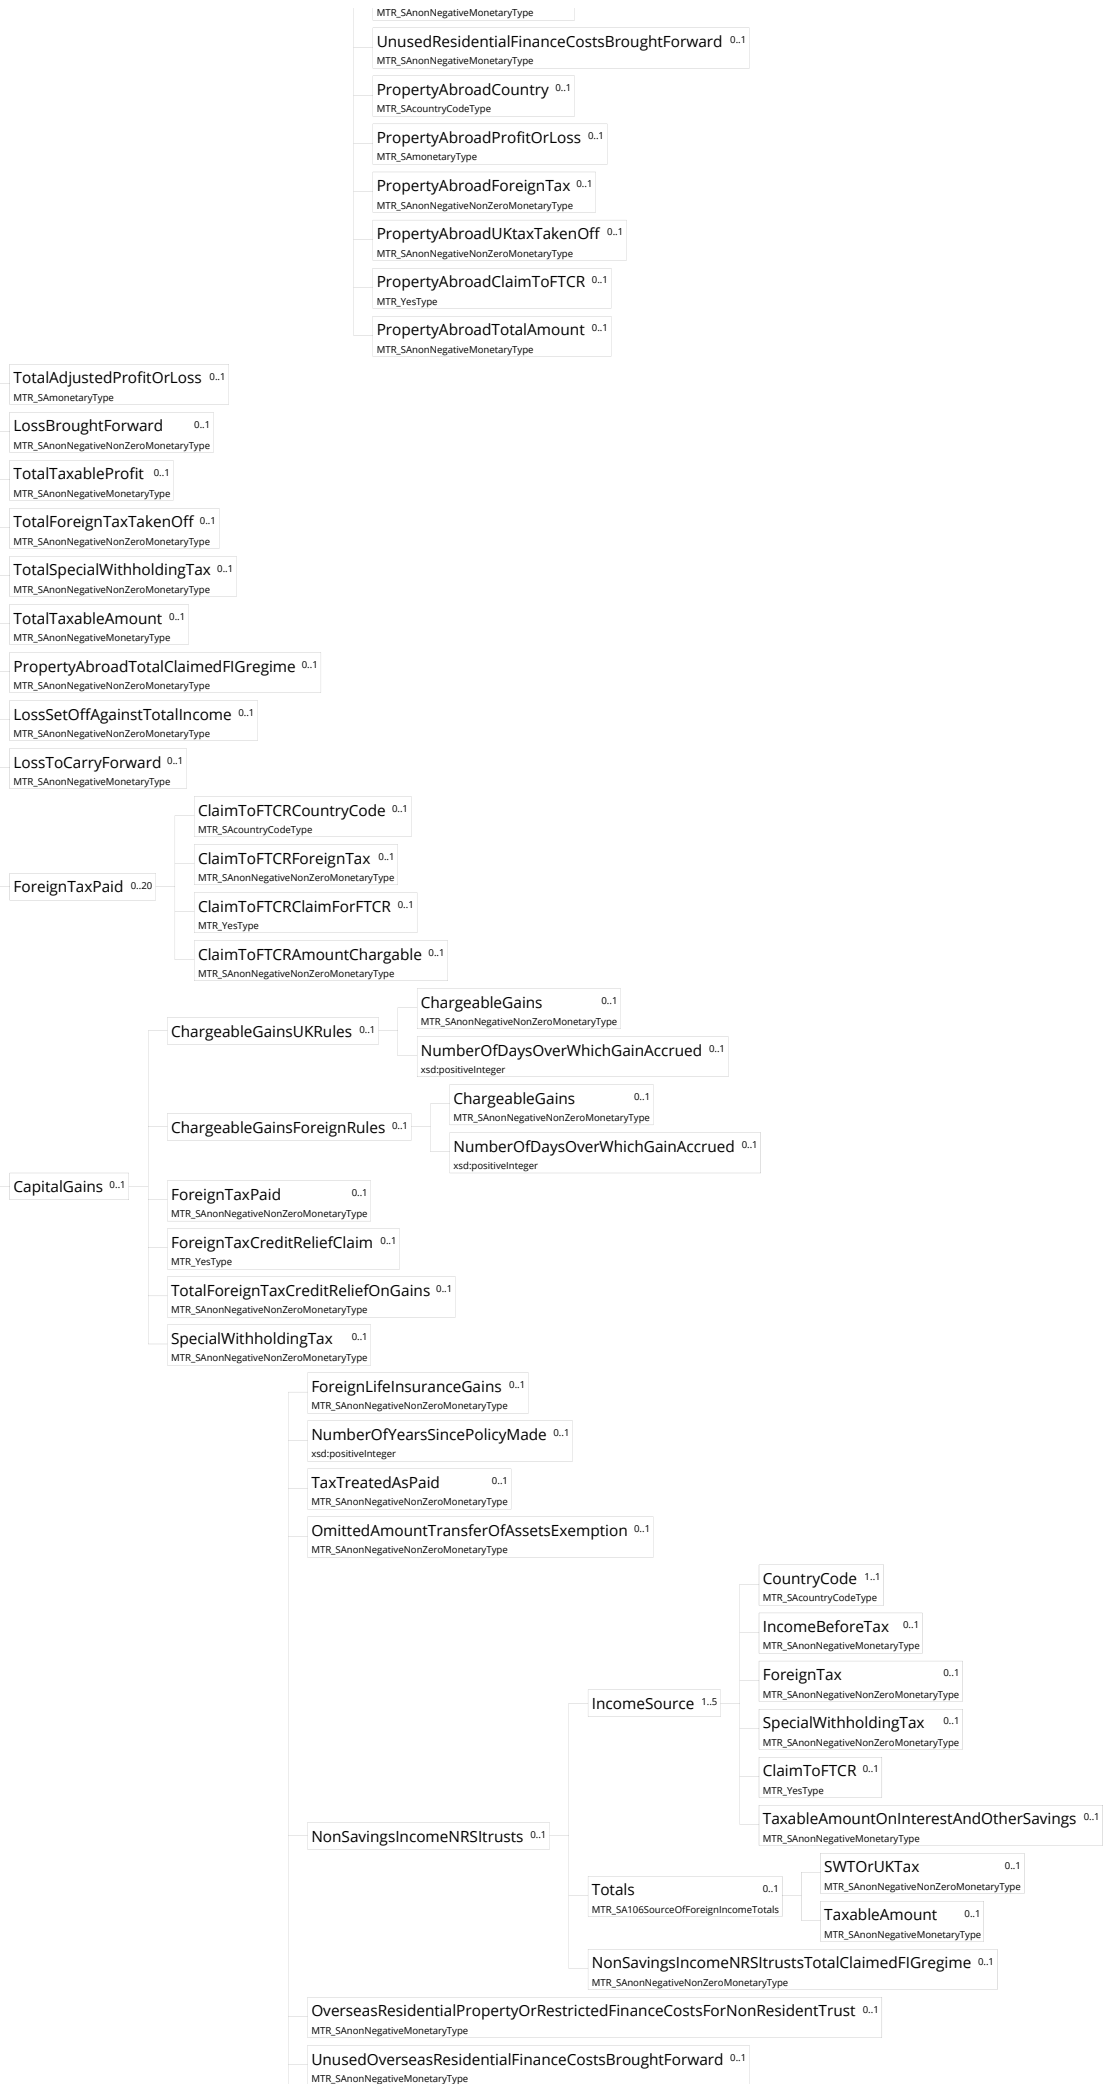 MTR_SAnonNegativeMonetaryType
UnusedResidentialFinanceCostsBroughtForward 0..1
MTR_SAnonNegativeMonetaryType
PropertyAbroadCountry 0..1
MTR_SAcountryCodeType
PropertyAbroadProfitOrLoss 0..1
MTR_SAmonetaryType
PropertyAbroadForeignTax 0..1
MTR_SAnonNegativeNonZeroMonetaryType
PropertyAbroadUKtaxTakenOff 0..1
MTR_SAnonNegativeNonZeroMonetaryType
PropertyAbroadClaimToFTCR 0..1
MTR_YesType
PropertyAbroadTotalAmount 0..1
MTR_SAnonNegativeMonetaryType
TotalAdjustedProfitOrLoss 0..1
MTR_SAmonetaryType
LossBroughtForward 0..1
MTR_SAnonNegativeNonZeroMonetaryType
TotalTaxableProfit 0..1
MTR_SAnonNegativeMonetaryType
TotalForeignTaxTakenOff 0..1
MTR_SAnonNegativeNonZeroMonetaryType
TotalSpecialWithholdingTax 0..1
MTR_SAnonNegativeNonZeroMonetaryType
TotalTaxableAmount 0..1
MTR_SAnonNegativeMonetaryType
PropertyAbroadTotalClaimedFIGregime 0..1
MTR_SAnonNegativeNonZeroMonetaryType
LossSetOffAgainstTotalIncome 0..1
MTR_SAnonNegativeNonZeroMonetaryType
LossToCarryForward 0..1
MTR_SAnonNegativeMonetaryType
ForeignTaxPaid 0..20
ClaimToFTCRCountryCode 0..1
MTR_SAcountryCodeType
ClaimToFTCRForeignTax 0..1
MTR_SAnonNegativeNonZeroMonetaryType
ClaimToFTCRClaimForFTCR 0..1
MTR_YesType
ClaimToFTCRAmountChargable 0..1
MTR_SAnonNegativeNonZeroMonetaryType
CapitalGains 0..1
ChargeableGainsUKRules 0..1
ChargeableGains 0..1
MTR_SAnonNegativeNonZeroMonetaryType
NumberOfDaysOverWhichGainAccrued 0..1
xsd:positiveInteger
ChargeableGainsForeignRules 0..1
ChargeableGains 0..1
MTR_SAnonNegativeNonZeroMonetaryType
NumberOfDaysOverWhichGainAccrued 0..1
xsd:positiveInteger
ForeignTaxPaid 0..1
MTR_SAnonNegativeNonZeroMonetaryType
ForeignTaxCreditReliefClaim 0..1
MTR_YesType
TotalForeignTaxCreditReliefOnGains 0..1
MTR_SAnonNegativeNonZeroMonetaryType
SpecialWithholdingTax 0..1
MTR_SAnonNegativeNonZeroMonetaryType
ForeignLifeInsuranceGains 0..1
MTR_SAnonNegativeNonZeroMonetaryType
NumberOfYearsSincePolicyMade 0..1
xsd:positiveInteger
TaxTreatedAsPaid 0..1
MTR_SAnonNegativeNonZeroMonetaryType
OmittedAmountTransferOfAssetsExemption 0..1
MTR_SAnonNegativeNonZeroMonetaryType
NonSavingsIncomeNRSItrusts 0..1
IncomeSource 1..5
CountryCode 1..1
MTR_SAcountryCodeType
IncomeBeforeTax 0..1
MTR_SAnonNegativeMonetaryType
ForeignTax 0..1
MTR_SAnonNegativeNonZeroMonetaryType
SpecialWithholdingTax 0..1
MTR_SAnonNegativeNonZeroMonetaryType
ClaimToFTCR 0..1
MTR_YesType
TaxableAmountOnInterestAndOtherSavings 0..1
MTR_SAnonNegativeMonetaryType
Totals 0..1
MTR_SA106SourceOfForeignIncomeTotals
SWTOrUKTax 0..1
MTR_SAnonNegativeNonZeroMonetaryType
TaxableAmount 0..1
MTR_SAnonNegativeMonetaryType
NonSavingsIncomeNRSItrustsTotalClaimedFIGregime 0..1
MTR_SAnonNegativeNonZeroMonetaryType
OverseasResidentialPropertyOrRestrictedFinanceCostsForNonResidentTrust 0..1
MTR_SAnonNegativeMonetaryType
UnusedOverseasResidentialFinanceCostsBroughtForward 0..1
MTR_SAnonNegativeMonetaryType